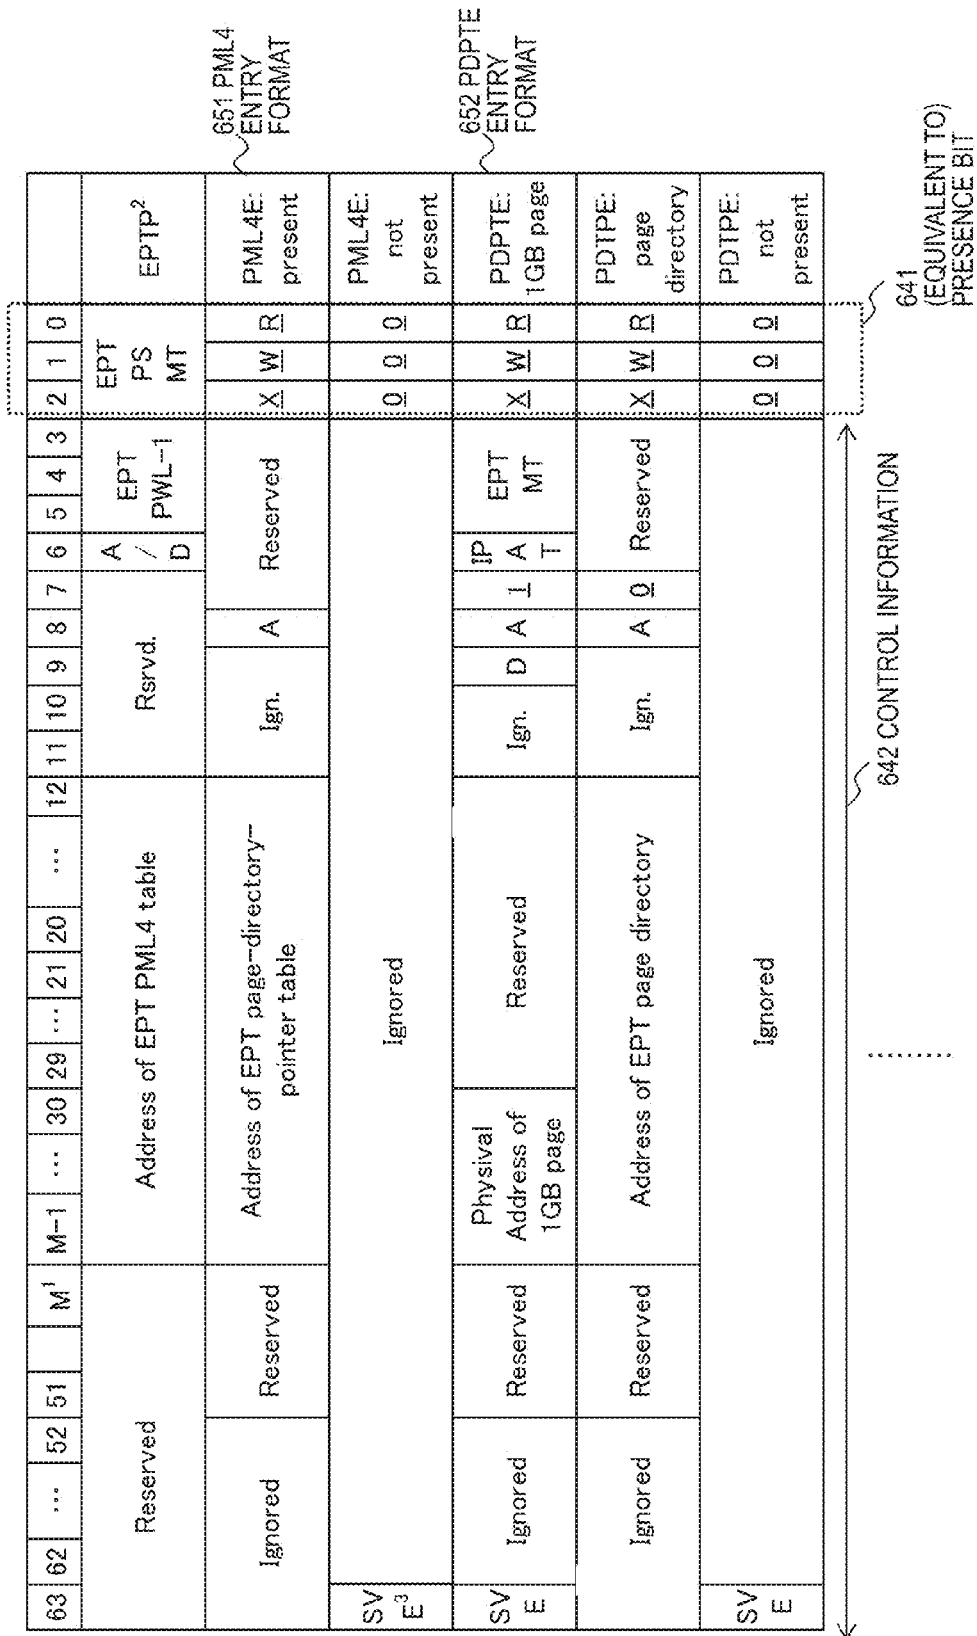 63 62 ... 52 51 M¹ M-1 ... 30 29 ... 21 20 ... 12 11 10 9 8 7 6 5 4 3 2 1 0
Reserved
Address of EPT PML4 table
Rsrvd.
A
/
D
EPT
PWL-1
EPT
PS
MT
EPTP²
Ignored
Reserved
Address of EPT page-directory-
pointer table
Ign.
A
Reserved
X W R
PML4E:
present
651 PML4
ENTRY
FORMAT
SV
E³
Ignored
0 0 0
PML4E:
not
present
SV
E
Ignored
Reserved
Physival
Address of
1GB page
Reserved
Ign.
D A 1
IP
A
T
EPT
MT
X W R
PDPTE:
1GB page
652 PDPTE
ENTRY
FORMAT
Ignored
Reserved
Address of EPT page directory
Ign.
A 0
Reserved
X W R
PDTPE:
page
directory
SV
E
Ignored
0 0 0
PDTPE:
not
present
642 CONTROL INFORMATION
641
(EQUIVALENT TO)
PRESENCE BIT